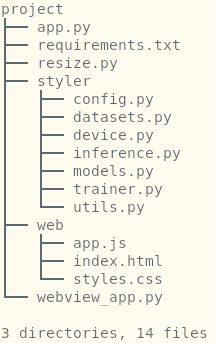 project
app.py
requirements.txt
resize.py
styler
config.py
datasets.py
device.py
inference.py
models.py
trainer.py
utils.py
web
app.js
index.html
styles.css
webview_app.py
3 directories, 14 files